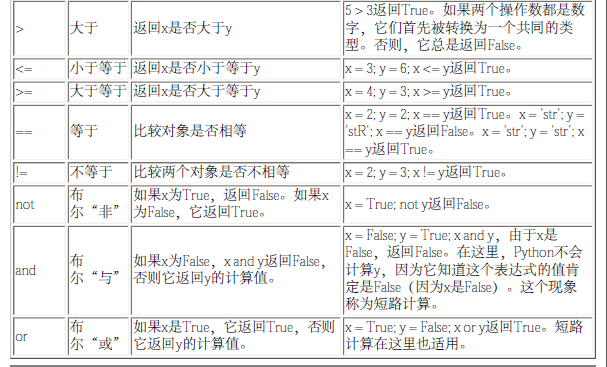 > 大于 返回x是否大于y 5 > 3返回True。如果两个操作数都是数
字，它们首先被转换为一个共同的类
型。否则，它总是返回False。
<= 小于等于 返回x是否小于等于y x = 3; y = 6; x <= y返回True。
>= 大于等于 返回x是否大于等于y x = 4; y = 3; x >= y返回True。
== 等于 比较对象是否相等 x = 2; y = 2; x == y返回True。x = 'str'; y =
'stR'; x == y返回False。x = 'str'; y = 'str'; x
== y返回True。
!= 不等于 比较两个对象是否不相等 x = 2; y = 3; x != y返回True。
not 布
尔“非” 如果x为True，返回False。如果x
为False，它返回True。 x = True; not y返回False。
and 布
尔“与” 如果x为False，x and y返回False，
否则它返回y的计算值。 x = False; y = True; x and y，由于x是
False，返回False。在这里，Python不会
计算y，因为它知道这个表达式的值肯
定是False（因为x是False）。这个现象
称为短路计算。
or 布
尔“或” 如果x是True，它返回True，否则
它返回y的计算值。 x = True; y = False; x or y返回True。短路
计算在这里也适用。